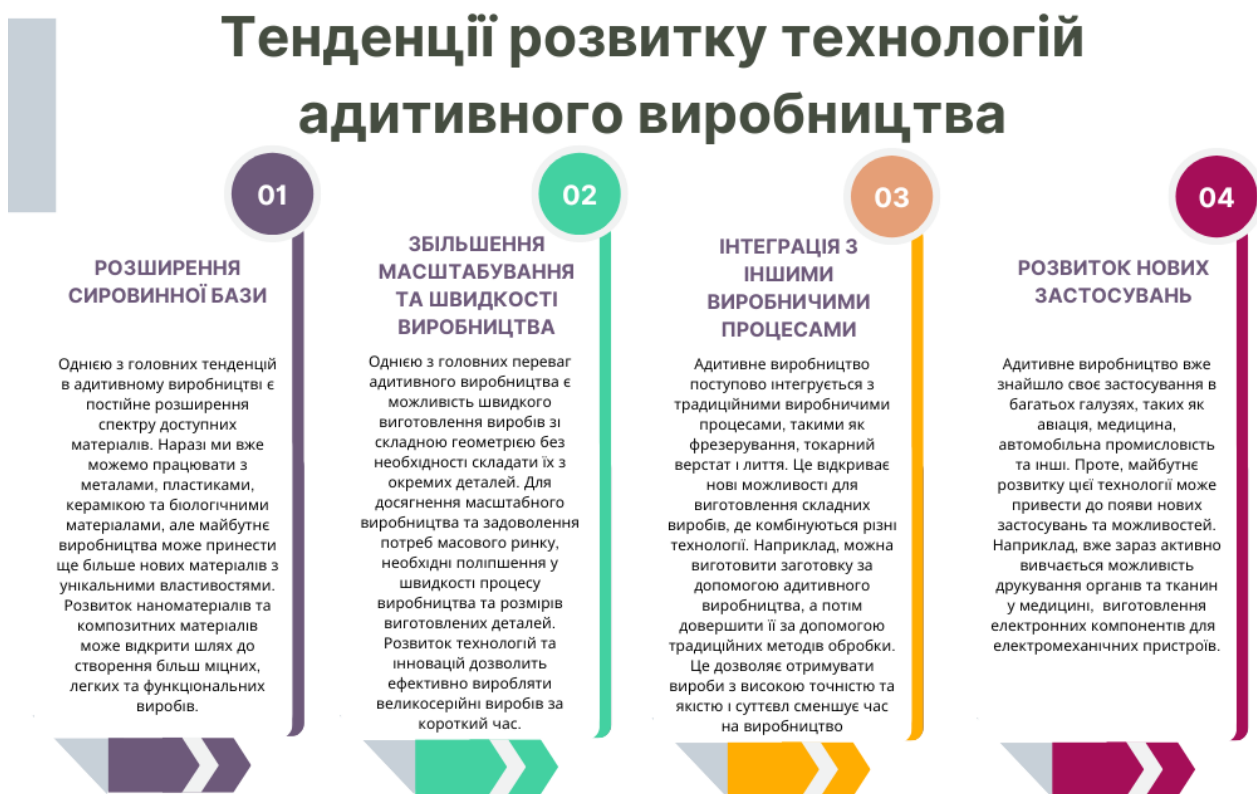 Тенденції розвитку технологій
адитивного виробництва
01
РОЗШИРЕННЯ
СИРОВИННОЇ БАЗИ
Однією з головних тенденцій
в адитивному виробництві є
постійне розширення
спектру доступних
матеріалів. Наразі ми вже
можемо працювати з
металами, пластиками,
керамікою та біологічними
матеріалами, але майбутнє
виробництва може принести
ще більше нових матеріалів з
унікальними властивостями.
Розвиток наноматеріалів та
композитних матеріалів
може відкрити шлях до
створення більш міцних,
легких та функціональних
виробів.
02
ЗБІЛЬШЕННЯ
МАСШТАБУВАННЯ
ТА ШВИДКОСТІ
ВИРОБНИЦТВА
Однією з головних переваг
адитивного виробництва є
можливість швидкого
виготовлення виробів зі
складною геометрією без
необхідності складати їх з
окремих деталей. Для
досягнення масштабного
виробництва та задоволення
потреб масового ринку,
необхідні поліпшення у
швидкості процесу
виробництва та розмірів
виготовлених деталей.
Розвиток технологій та
інновацій дозволить
ефективно виробляти
великосерійні виробів за
короткий час.
03
ІНТЕГРАЦІЯ З
ІНШИМИ
ВИРОБНИЧИМИ
ПРОЦЕСАМИ
Адитивне виробництво
поступово інтегрується з
традиційними виробничими
процесами, такими як
фрезерування, токарний
верстат і лиття. Це відкриває
нові можливості для
виготовлення складних
виробів, де комбінуються різні
технології. Наприклад, можна
виготовити заготовку за
допомогою адитивного
виробництва, а потім
довершити її за допомогою
традиційних методів обробки.
Це дозволяє отримувати
вироби з високою точністю та
якістю і суттєвл сменшує час
на виробництво
04
РОЗВИТОК НОВИХ
ЗАСТОСУВАНЬ
Адитивне виробництво вже
знайшло своє застосування в
багатьох галузях, таких як
авіація, медицина,
автомобільна промисловість
та інші. Проте, майбутнє
розвитку цієї технології може
привести до появи нових
застосувань та можливостей.
Наприклад, вже зараз активно
вивчається можливість
друкування органів та тканин
у медицині, виготовлення
електронних компонентів для
електромеханічних пристроїв.